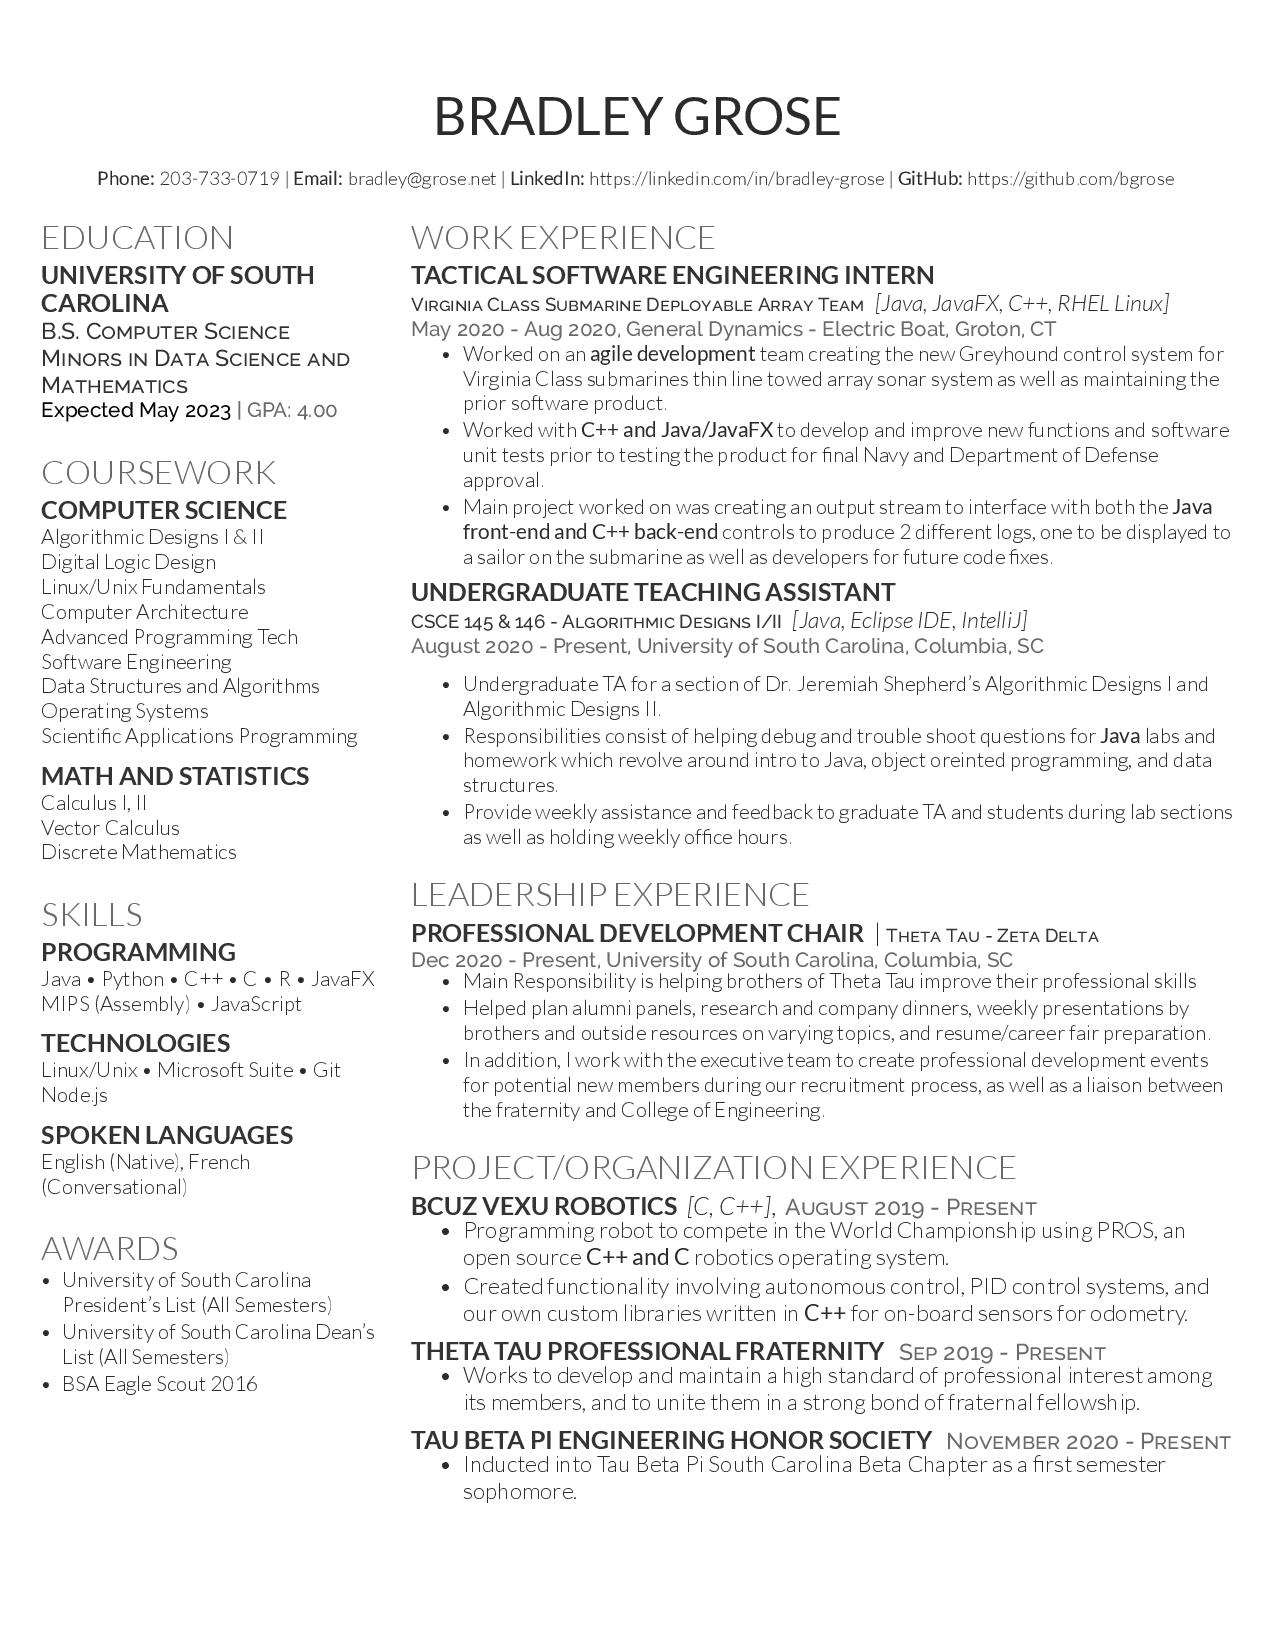 BRADLEY GROSE
Phone: 203-733-0719 | Email: bradley@grose.net | LinkedIn: https://linkedin.com/in/bradley-grose | GitHub: https://github.com/bgrose
EDUCATION
UNIVERSITY OF SOUTH
CAROLINA
B.S. Computer Science
Minors in Data Science and
Mathematics
Expected May 2023 | GPA: 4.00
COURSEWORK
COMPUTER SCIENCE
Algorithmic Designs I & II
Digital Logic Design
Linux/Unix Fundamentals
Computer Architecture
Advanced Programming Tech
Software Engineering
Data Structures and Algorithms
Operating Systems
Scientific Applications Programming
MATH AND STATISTICS
Calculus I, II
Vector Calculus
Discrete Mathematics
SKILLS
PROGRAMMING
Java • Python • C++ • C • R • JavaFX
MIPS (Assembly) • JavaScript
TECHNOLOGIES
Linux/Unix • Microsoft Suite • Git
Node.js
SPOKEN LANGUAGES
English (Native), French
(Conversational)
AWARDS
• University of South Carolina
President's List (All Semesters)
• University of South Carolina Dean's
List (All Semesters)
• BSA Eagle Scout 2016
WORK EXPERIENCE
TACTICAL SOFTWARE ENGINEERING INTERN
Virginia Class Submarine Deployable Array Team [Java, JavaFX, C++, RHEL Linux]
May 2020 - Aug 2020, General Dynamics - Electric Boat, Groton, CT
• Worked on an agile development team creating the new Greyhound control system for
Virginia Class submarines thin line towed array sonar system as well as maintaining the
prior software product.
• Worked with C++ and Java/JavaFX to develop and improve new functions and software
unit tests prior to testing the product for final Navy and Department of Defense
approval.
• Main project worked on was creating an output stream to interface with both the Java
front-end and C++ back-end controls to produce 2 different logs, one to be displayed to
a sailor on the submarine as well as developers for future code fixes.
UNDERGRADUATE TEACHING ASSISTANT
CSCE 145 & 146 - Algorithmic Designs I/II [Java, Eclipse IDE, IntelliJ]
August 2020 - Present, University of South Carolina, Columbia, SC
• Undergraduate TA for a section of Dr. Jeremiah Shepherd's Algorithmic Designs I and
Algorithmic Designs II.
• Responsibilities consist of helping debug and trouble shoot questions for Java labs and
homework which revolve around intro to Java, object oreinted programming, and data
structures.
• Provide weekly assistance and feedback to graduate TA and students during lab sections
as well as holding weekly office hours.
LEADERSHIP EXPERIENCE
PROFESSIONAL DEVELOPMENT CHAIR | Theta Tau - Zeta Delta
Dec 2020 - Present, University of South Carolina, Columbia, SC
• Main Responsibility is helping brothers of Theta Tau improve their professional skills
• Helped plan alumni panels, research and company dinners, weekly presentations by
brothers and outside resources on varying topics, and resume/career fair preparation.
• In addition, I work with the executive team to create professional development events
for potential new members during our recruitment process, as well as a liaison between
the fraternity and College of Engineering.
PROJECT/ORGANIZATION EXPERIENCE
BCUZ VEXU ROBOTICS [C, C++], August 2019 - Present
• Programming robot to compete in the World Championship using PROS, an
open source C++ and C robotics operating system.
• Created functionality involving autonomous control, PID control systems, and
our own custom libraries written in C++ for on-board sensors for odometry.
THETA TAU PROFESSIONAL FRATERNITY Sep 2019 - Present
• Works to develop and maintain a high standard of professional interest among
its members, and to unite them in a strong bond of fraternal fellowship.
TAU BETA PI ENGINEERING HONOR SOCIETY November 2020 - Present
• Inducted into Tau Beta Pi South Carolina Beta Chapter as a first semester
sophomore.